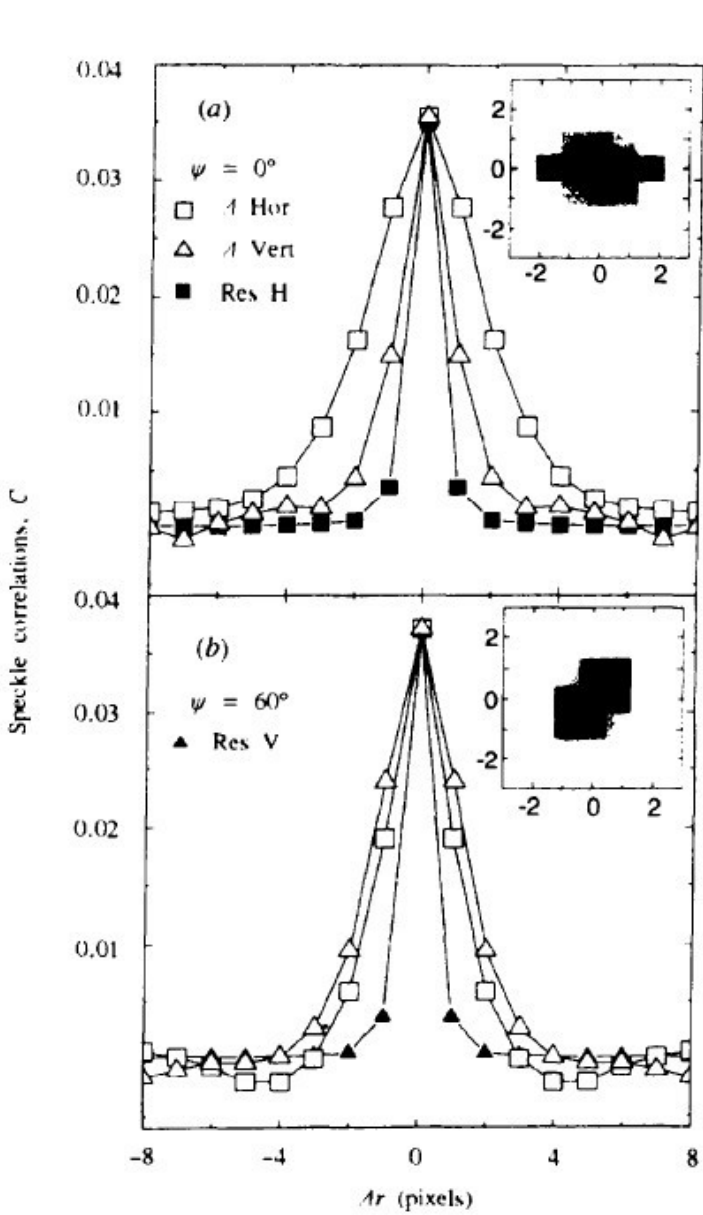 0.04
(a)
ψ = 0°
Δ Hor
Δ Vert
Res H
0.03
0.02
0.01
2
0
-2
-2 0 2
Speckle correlations, C
0.04
(b)
ψ = 60°
Res V
0.03
0.02
0.01
2
0
-2
-2 0 2
-8 -4 0 4 8
Δr (pixels)